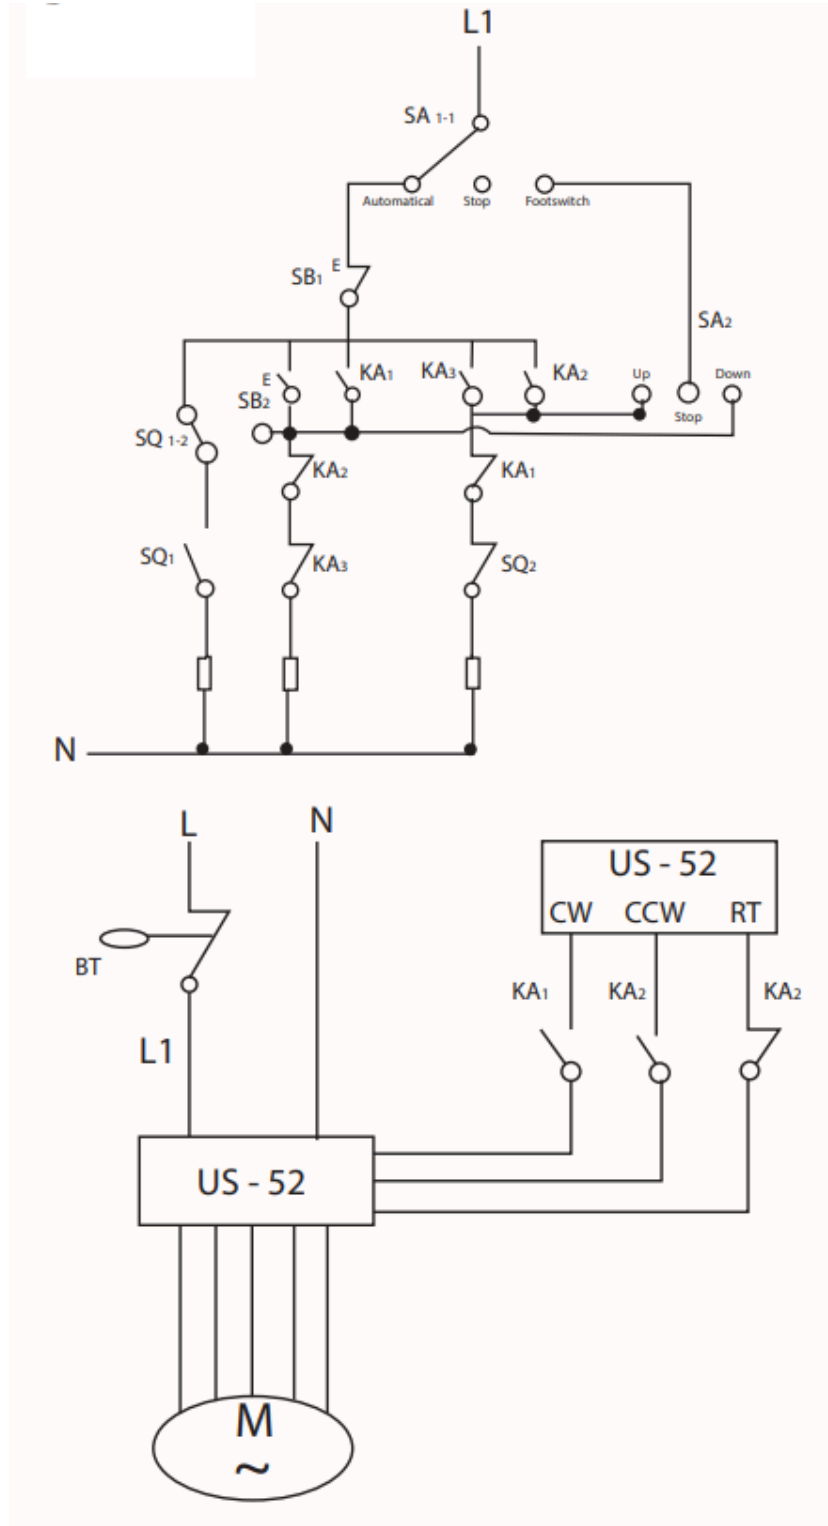 L1
SA 1-1
Automatical
Stop
Footswitch
E
SB1
SA2
E
SB2
KA1
KA3
KA2
Up
Stop
Down
SQ 1-2
KA2
KA1
SQ1
KA3
SQ2
N
L
N
US - 52
CW CCW RT
BT
KA1
KA2
KA2
L1
US - 52
M
~